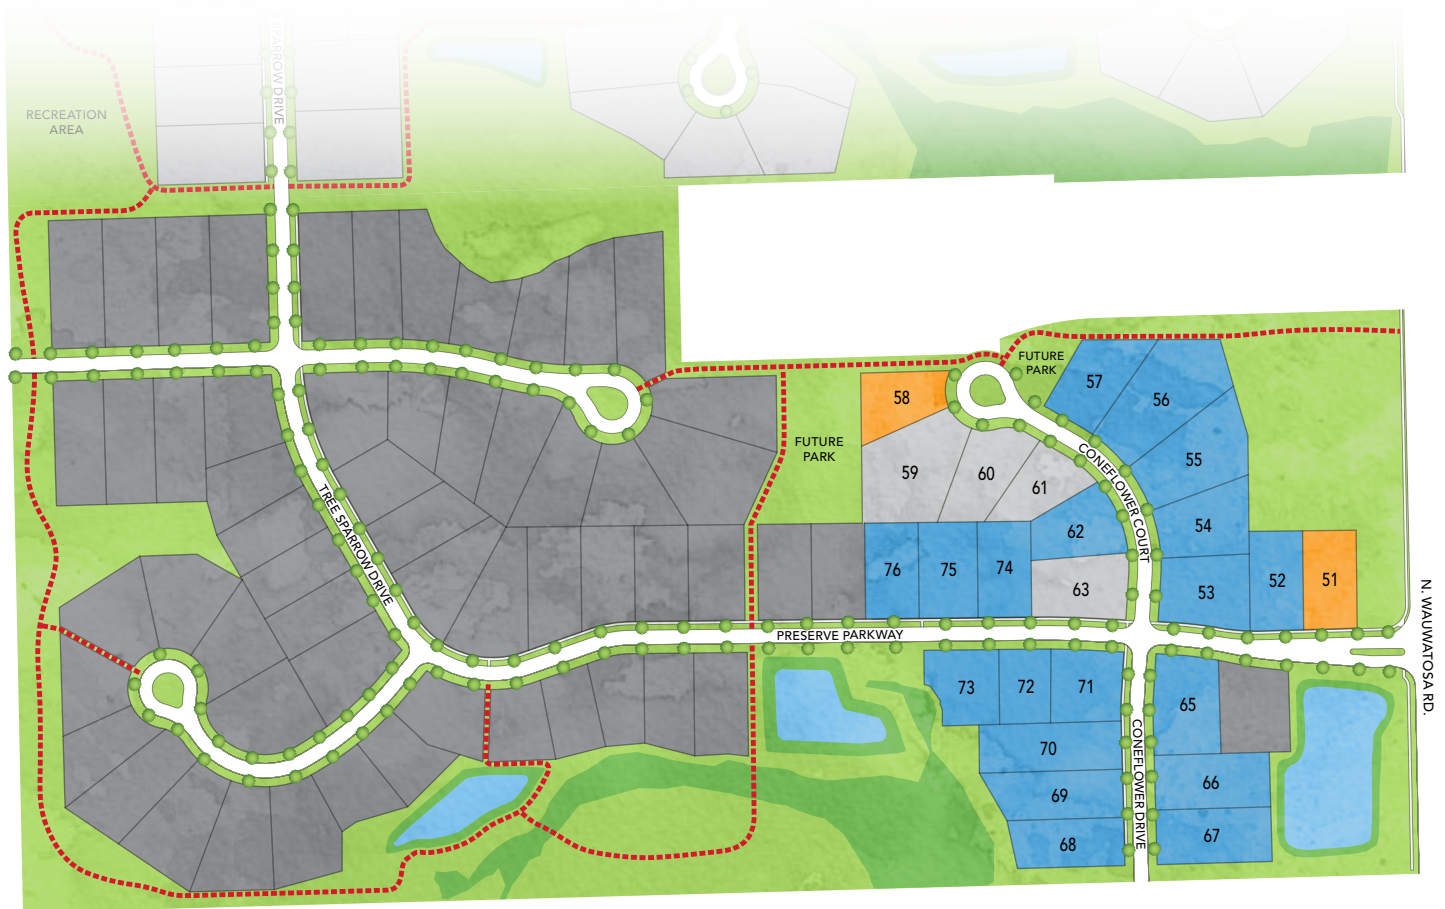 SPARROW DRIVE
RECREATION
AREA
FUTURE
PARK
57
56
58
CONEFLOWER COURT
FUTURE
PARK
59
60
61
55
54
62
TREE SPARROW DRIVE
76
75
74
63
53
52
51
N. WAUWATOSA RD.
PRESERVE PARKWAY
73
72
71
65
CONEFLOWER DRIVE
70
66
69
67
68